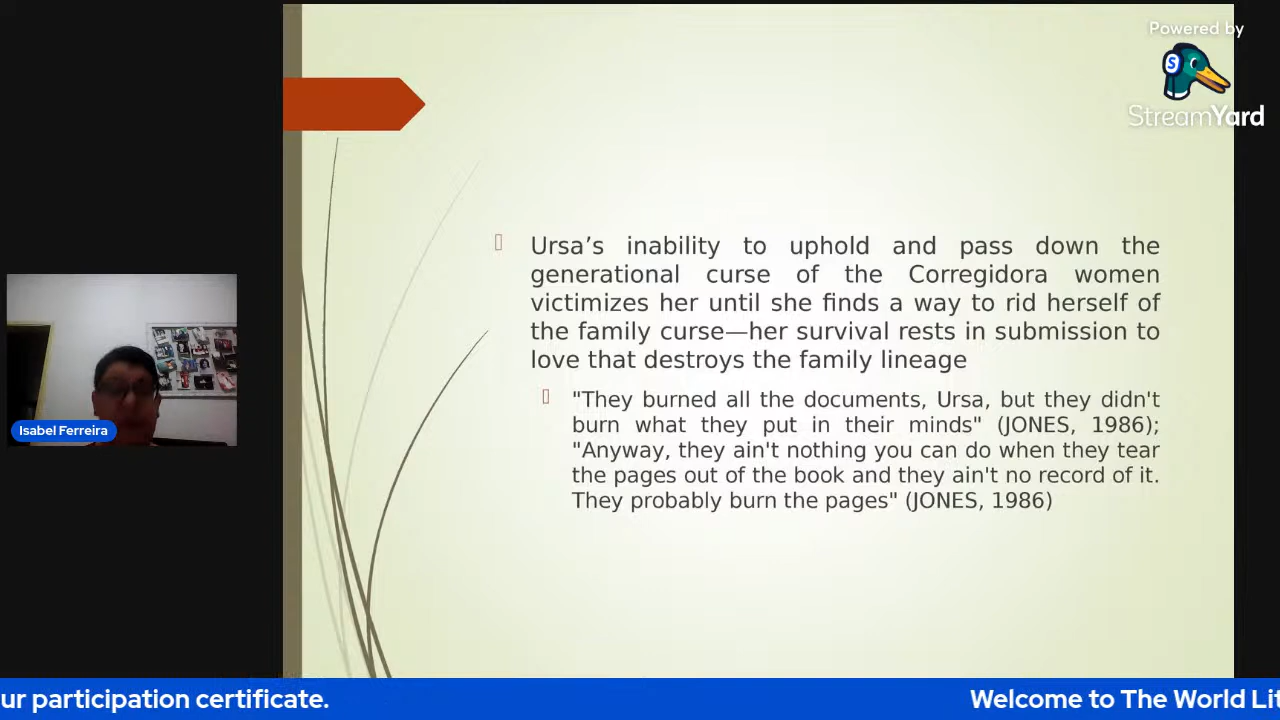 Powered by
S
StreamYard
Ursa’s inability to uphold and pass down the
generational curse of the Corregidora women
victimizes her until she finds a way to rid herself of
the family curse—her survival rests in submission to
love that destroys the family lineage
"They burned all the documents, Ursa, but they didn't
burn what they put in their minds" (JONES, 1986);
"Anyway, they ain't nothing you can do when they tear
the pages out of the book and they ain't no record of it.
They probably burn the pages" (JONES, 1986)
Isabel Ferreira
ur participation certificate.
Welcome to The World Lit